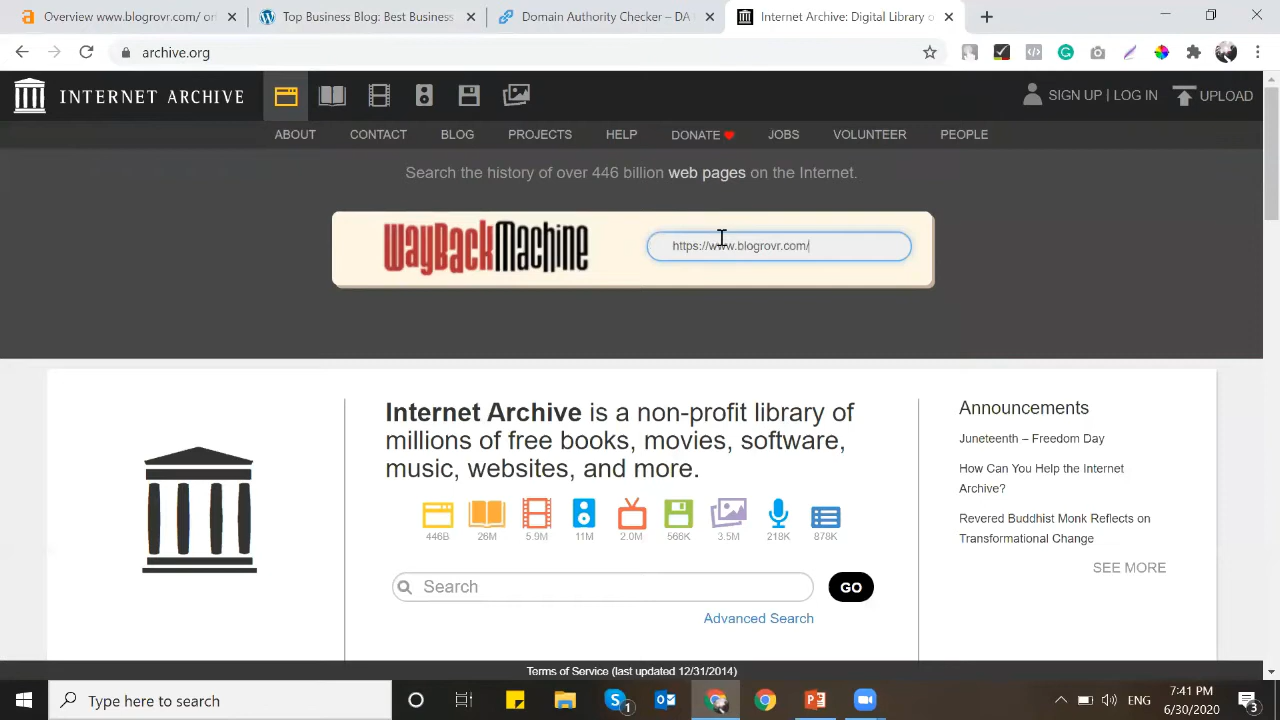 Overview www.blogrovr.com/ on
Top Business Blog: Best Business
Domain Authority Checker – DA
Internet Archive: Digital Library o
archive.org
INTERNET ARCHIVE
SIGN UP | LOG IN
UPLOAD
ABOUT
CONTACT
BLOG
PROJECTS
HELP
DONATE
JOBS
VOLUNTEER
PEOPLE
Search the history of over 446 billion web pages on the Internet.
WayBackMachine
https://www.blogrovr.com/
Internet Archive is a non-profit library of
millions of free books, movies, software,
music, websites, and more.
446B
26M
5.9M
11M
2.0M
566K
3.5M
218K
878K
Search
GO
Advanced Search
Announcements
Juneteenth – Freedom Day
How Can You Help the Internet
Archive?
Revered Buddhist Monk Reflects on
Transformational Change
SEE MORE
Terms of Service (last updated 12/31/2014)
Type here to search
1
ENG
7:41 PM
6/30/2020
3